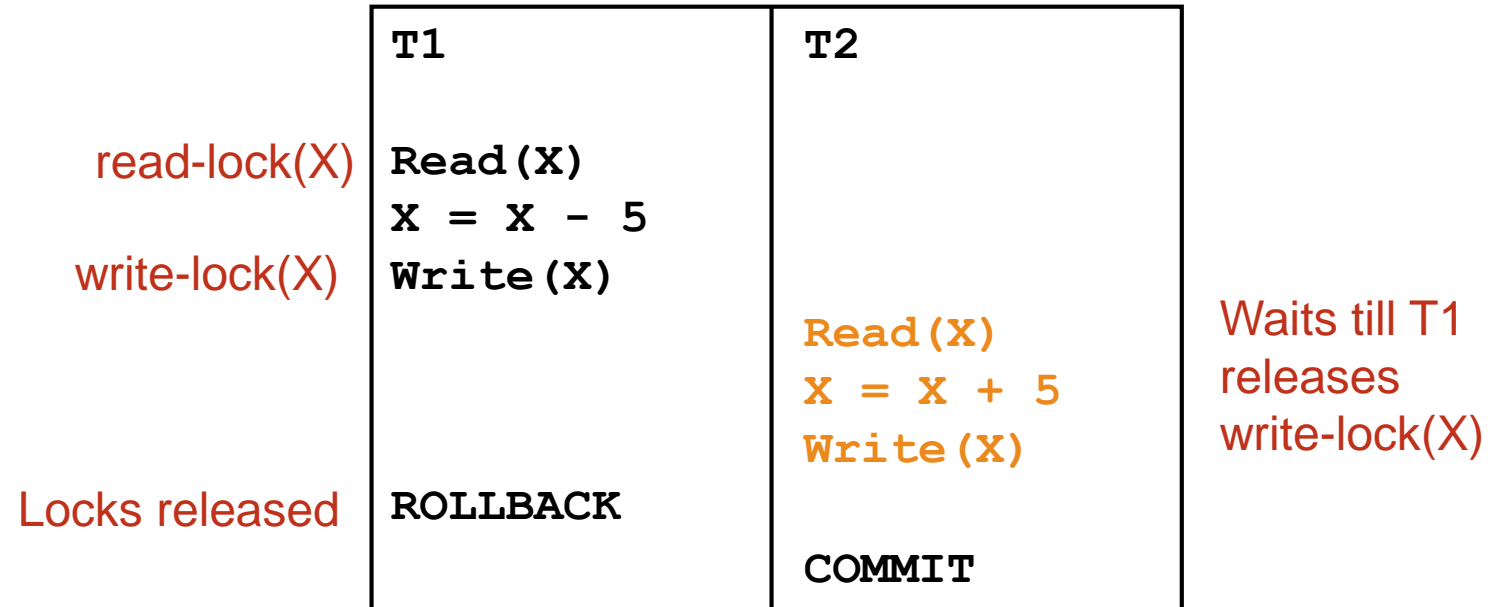 T1
T2
read-lock(X)
Read(X)
X = X - 5
write-lock(X)
Write(X)
Read(X)
X = X + 5
Write(X)
Waits till T1
releases
write-lock(X)
Locks released
ROLLBACK
COMMIT